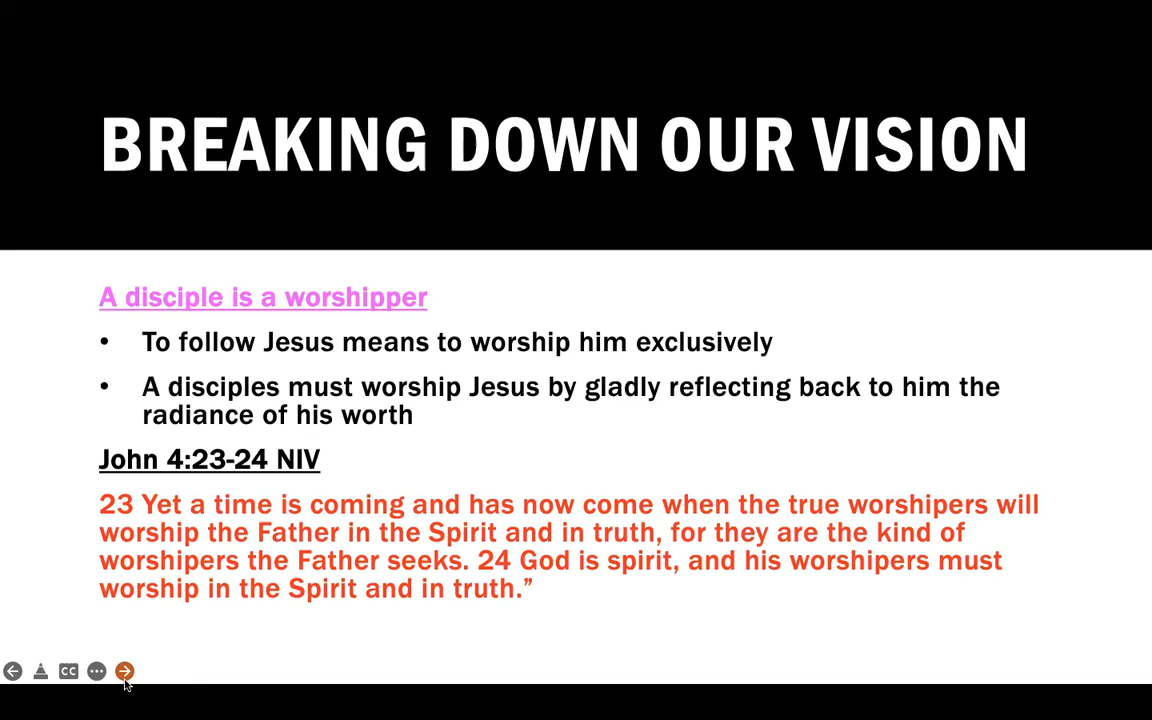 BREAKING DOWN OUR VISION
A disciple is a worshipper
• To follow Jesus means to worship him exclusively
• A disciples must worship Jesus by gladly reflecting back to him the
radiance of his worth
John 4:23-24 NIV
23 Yet a time is coming and has now come when the true worshipers will
worship the Father in the Spirit and in truth, for they are the kind of
worshipers the Father seeks. 24 God is spirit, and his worshipers must
worship in the Spirit and in truth.”
CC